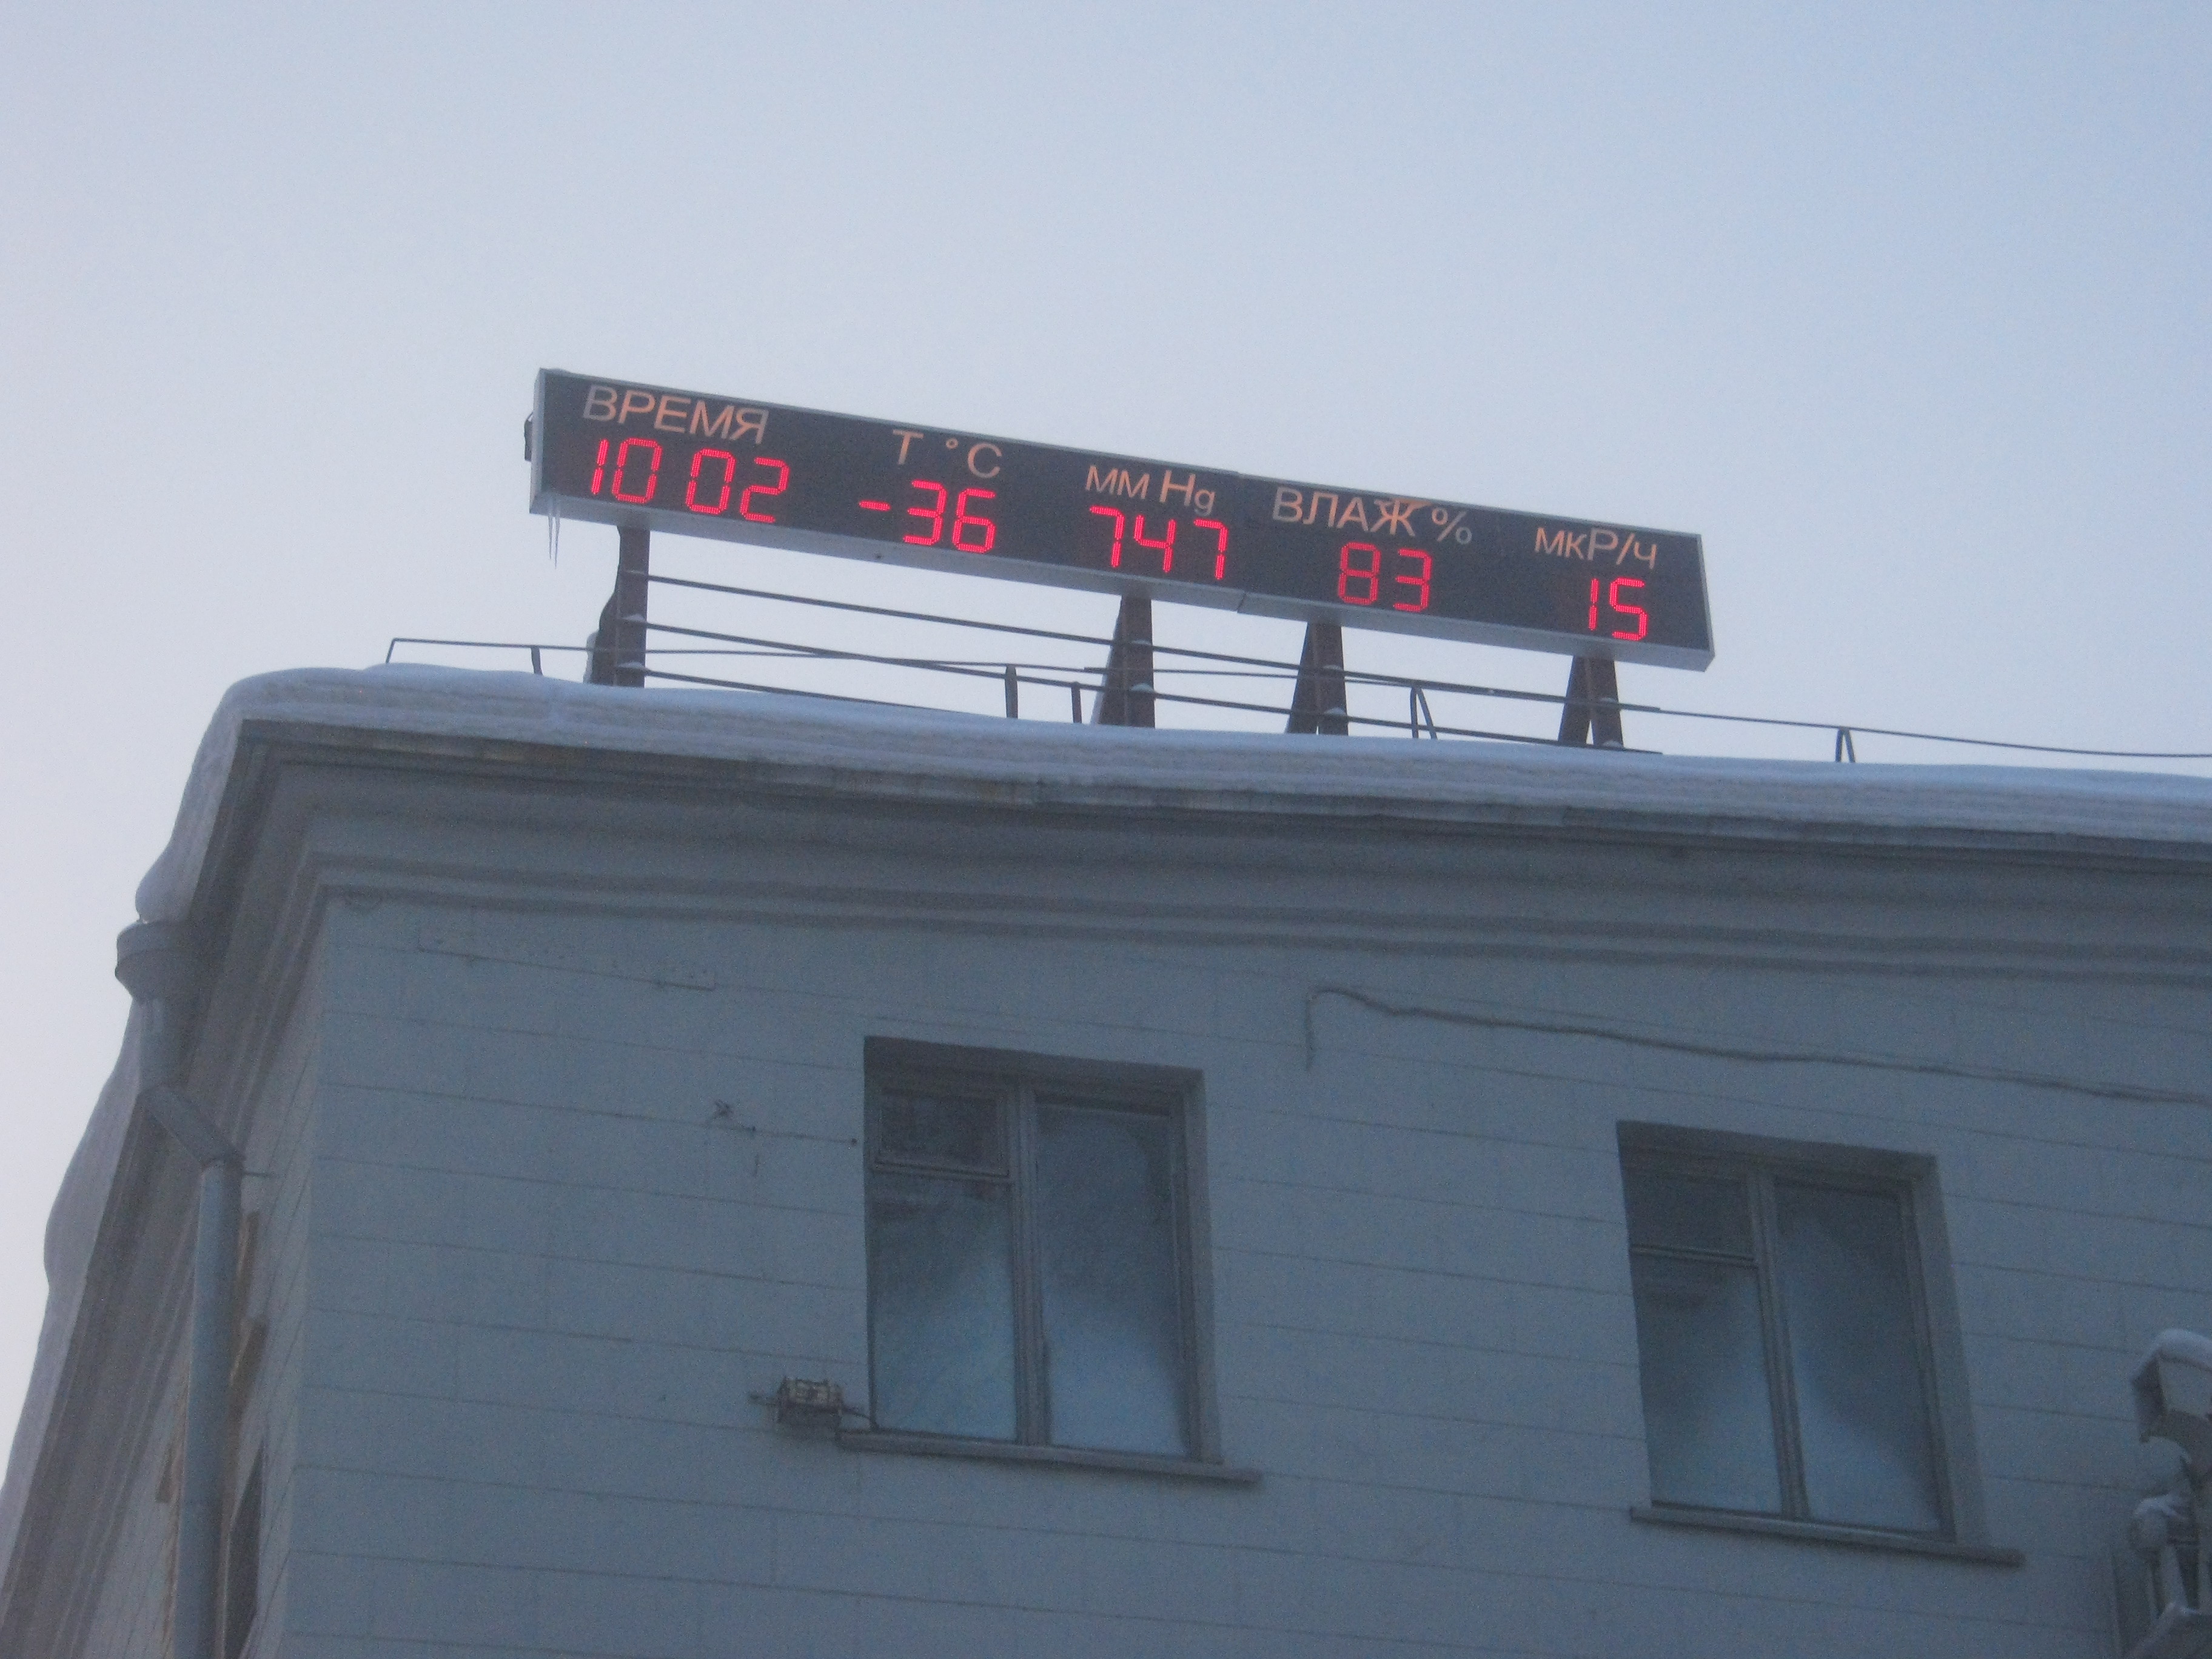 ВРЕМЯ Т °С мм Hg ВЛАЖ % мкР/ч
10 02 -36 747 83 15